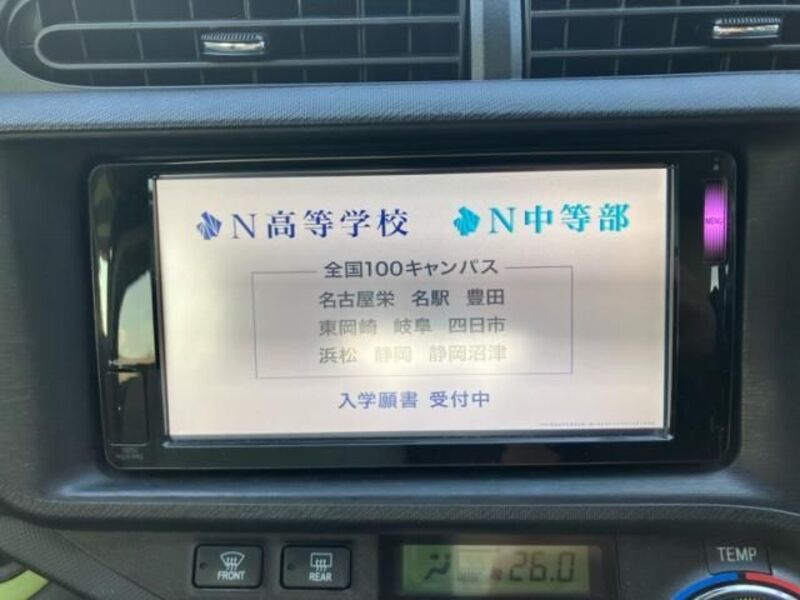 N高等学校 N中等部
全国100キャンパス
名古屋栄 名駅 豊田
東岡崎 岐阜 四日市
浜松 静岡 静岡沼津
入学願書 受付中
MENU
FRONT
REAR
26.0
TEMP